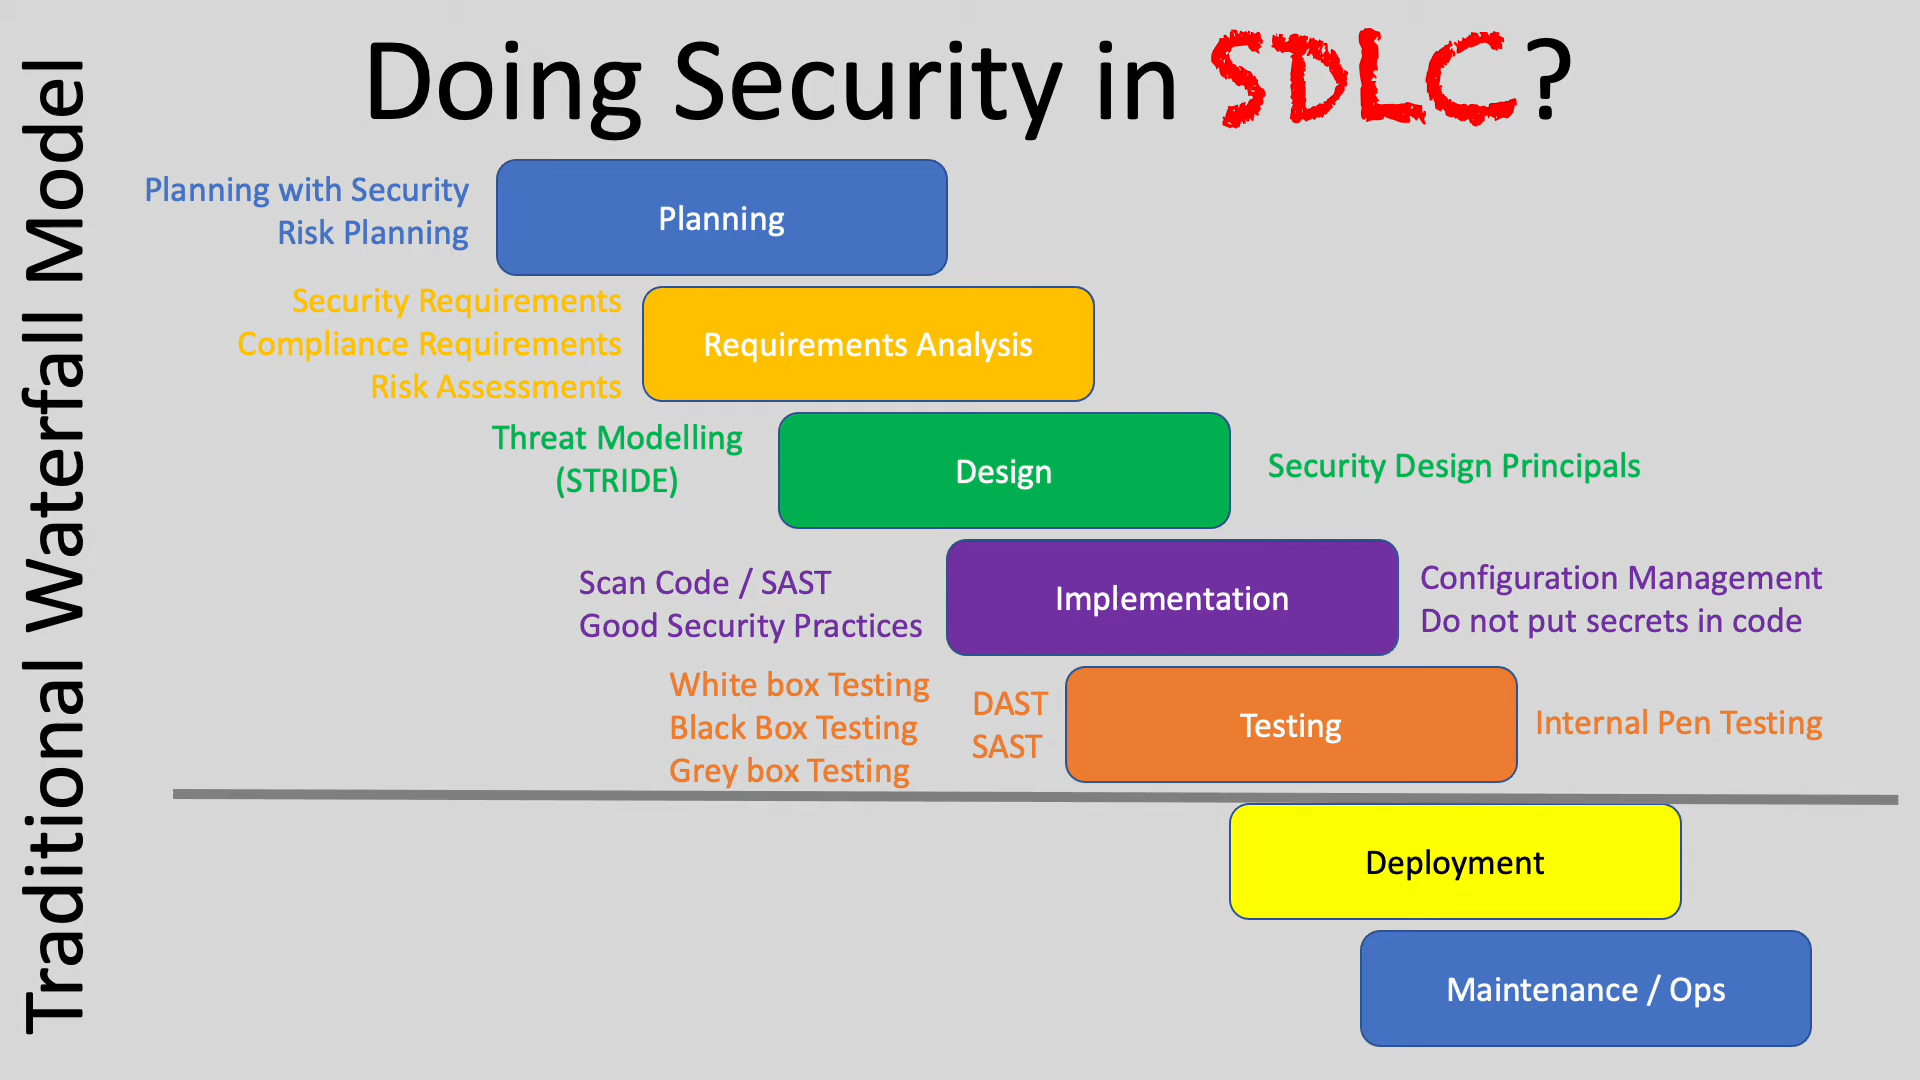 Doing Security in SDLC?
Traditional Waterfall Model
Planning with Security
Risk Planning
Planning
Security Requirements
Compliance Requirements
Risk Assessments
Requirements Analysis
Threat Modelling
(STRIDE)
Design
Security Design Principals
Scan Code / SAST
Good Security Practices
Implementation
Configuration Management
Do not put secrets in code
White box Testing
Black Box Testing
Grey box Testing
DAST
SAST
Testing
Internal Pen Testing
Deployment
Maintenance / Ops